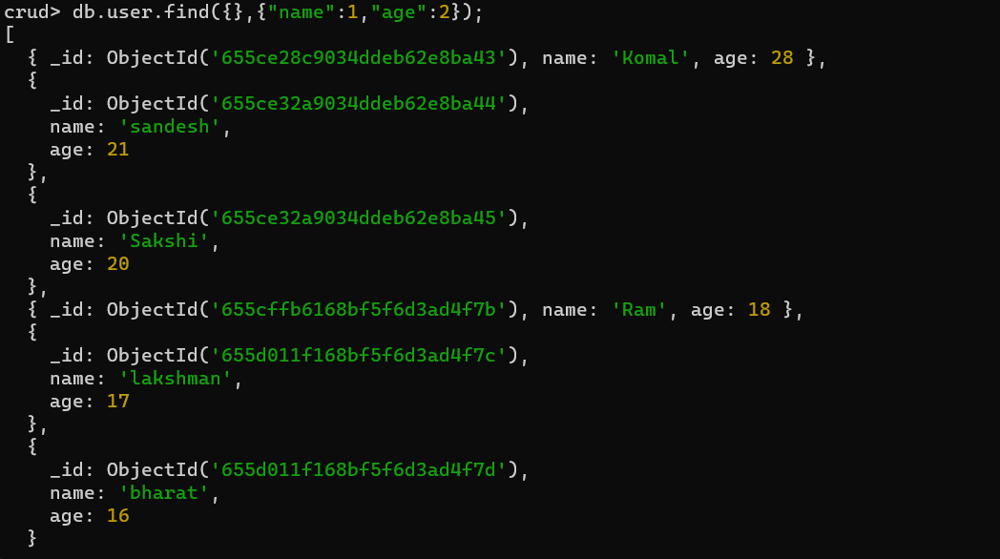 crud> db.user.find({},{"name":1,"age":2});
[
  { _id: ObjectId('655ce28c9034ddeb62e8ba43'), name: 'Komal', age: 28 },
  {
    _id: ObjectId('655ce32a9034ddeb62e8ba44'),
    name: 'sandesh',
    age: 21
  },
  {
    _id: ObjectId('655ce32a9034ddeb62e8ba45'),
    name: 'Sakshi',
    age: 20
  },
  { _id: ObjectId('655cffb6168bf5f6d3ad4f7b'), name: 'Ram', age: 18 },
  {
    _id: ObjectId('655d011f168bf5f6d3ad4f7c'),
    name: 'lakshman',
    age: 17
  },
  {
    _id: ObjectId('655d011f168bf5f6d3ad4f7d'),
    name: 'bharat',
    age: 16
  }